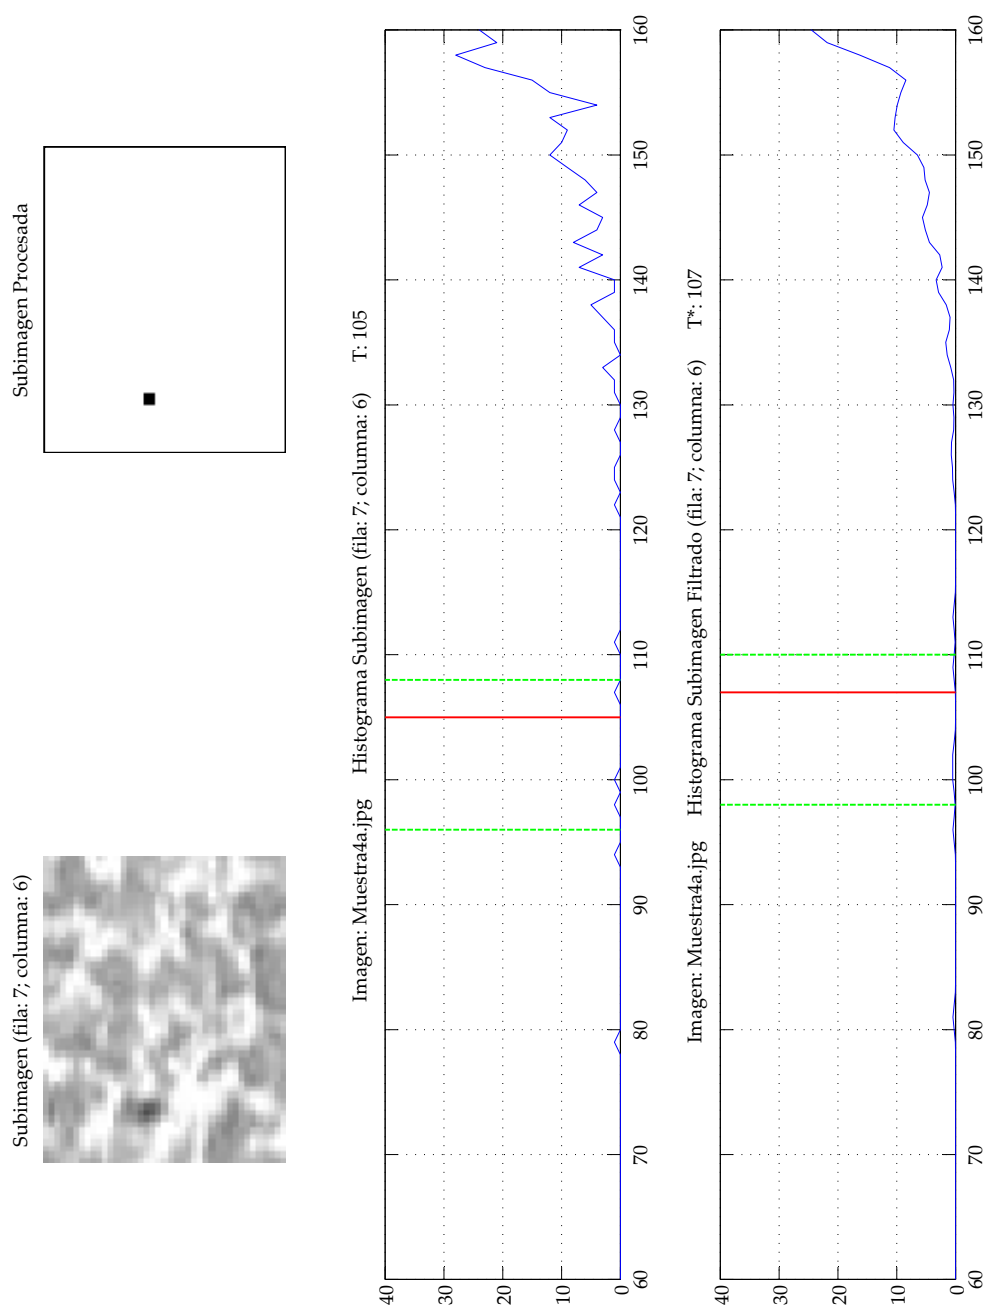 Subimagen (fila: 7; columna: 6)
Subimagen Procesada
Imagen: Muestra4a.jpg Histograma Subimagen (fila: 7; columna: 6) T: 105
40
30
20
10
0
60 70 80 90 100 110 120 130 140 150 160
Imagen: Muestra4a.jpg Histograma Subimagen Filtrado (fila: 7; columna: 6) T*: 107
40
30
20
10
0
60 70 80 90 100 110 120 130 140 150 160